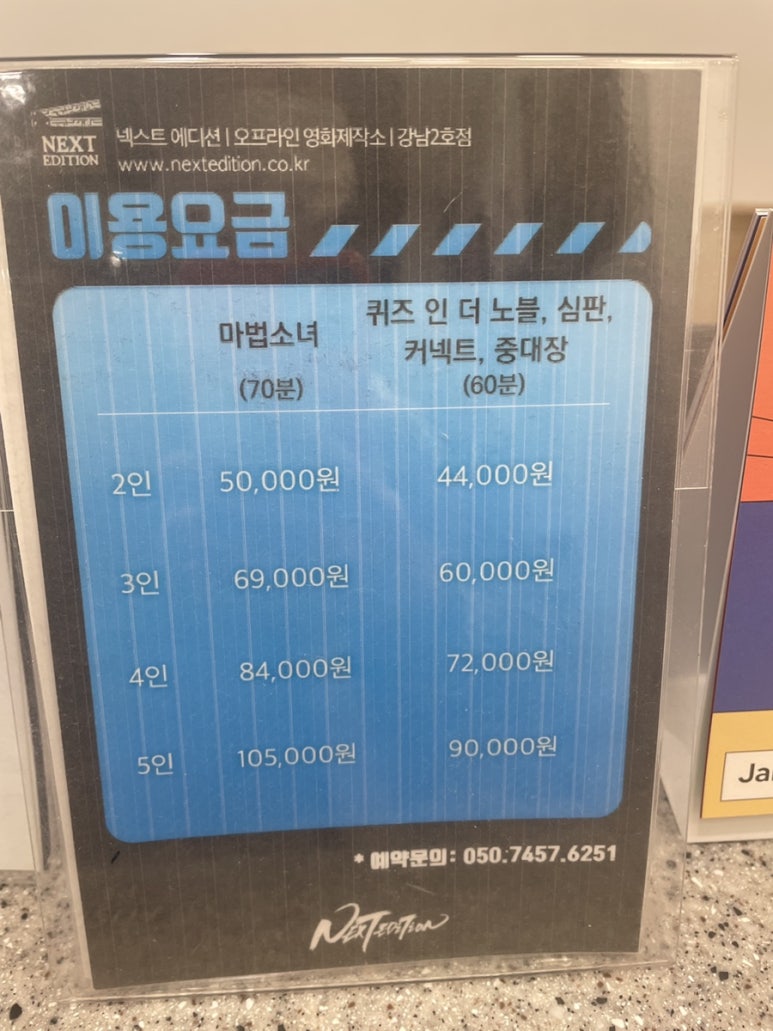 NEXT
EDITION
넥스트 에디션 | 오프라인 영화제작소 | 강남2호점
www.nextedition.co.kr
이용요금
마법소녀 퀴즈 인 더 노블, 심판,
커넥트, 중대장
(70분) (60분)
2인 50,000원 44,000원
3인 69,000원 60,000원
4인 84,000원 72,000원
5인 105,000원 90,000원
* 예약문의: 050.7457.6251
NEXT EDITION